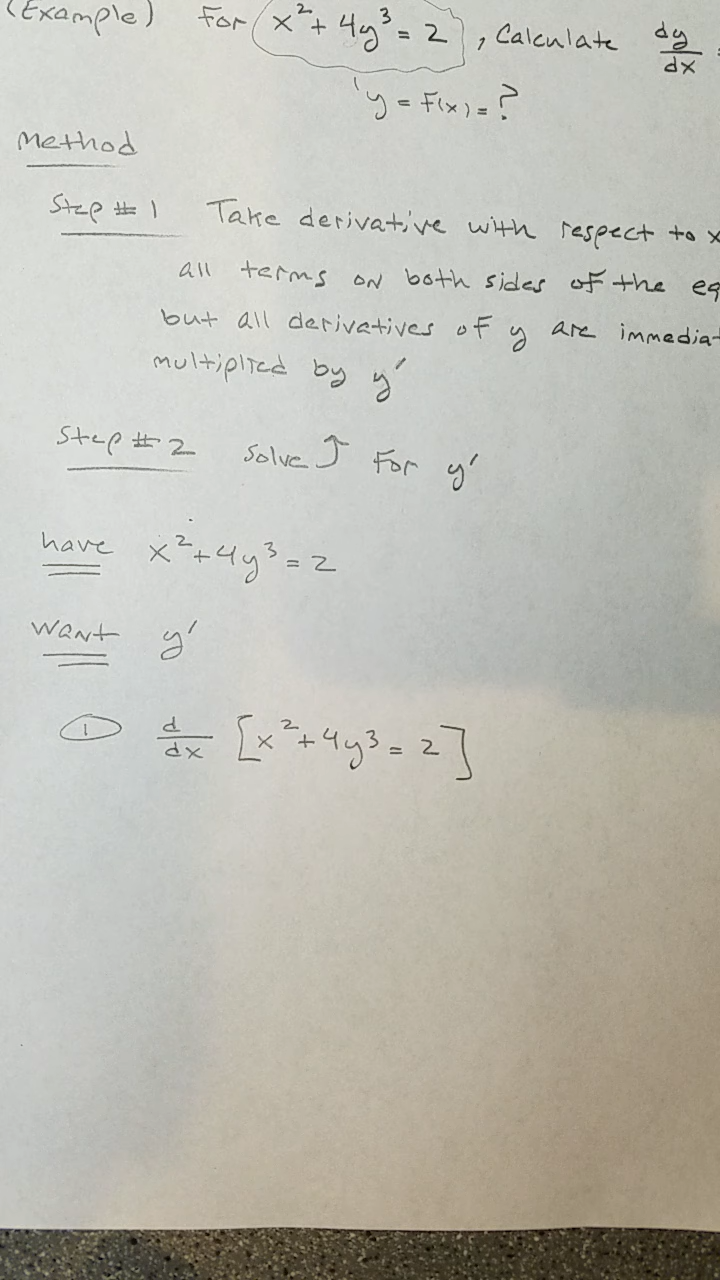 (Example) For x² + 4y³ = 2 , Calculate dy/dx =
y = F(x) = ?
Method
Step #1 Take derivative with respect to x
all terms on both sides of the eq
but all derivatives of y are immediat
multiplied by y'
Step #2 Solve ↑ For y'
have x² + 4y³ = 2
Want y'
① d/dx [x² + 4y³ = 2]